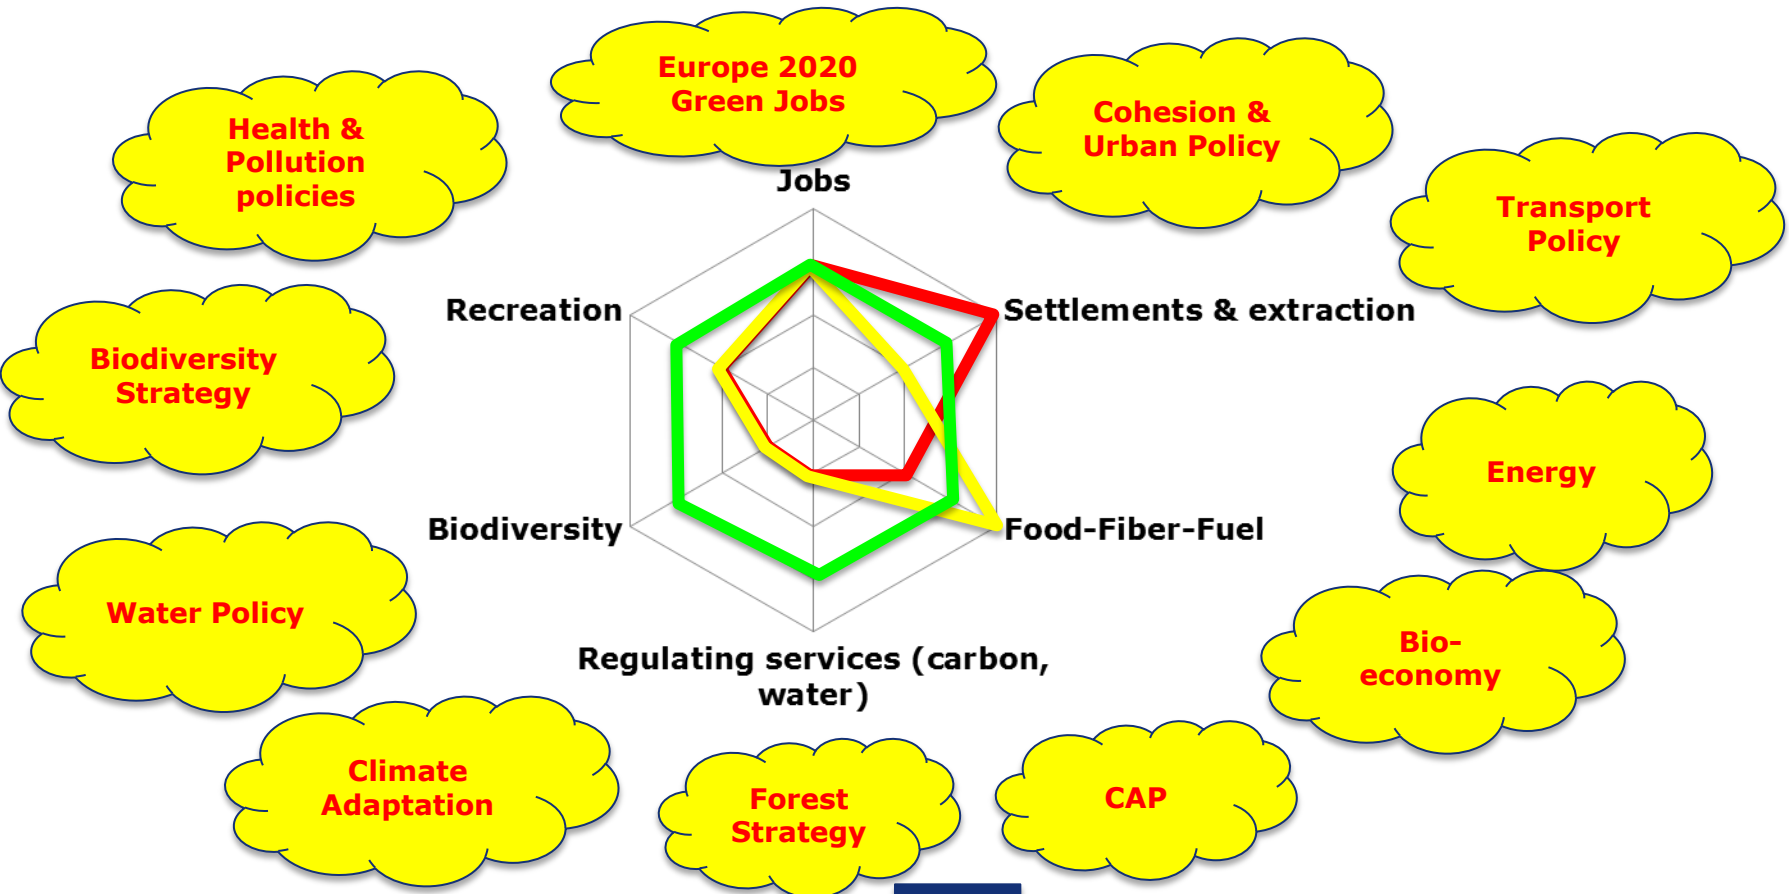 Europe 2020
Green Jobs
Cohesion &
Urban Policy
Health &
Pollution
policies
Transport
Policy
Jobs
Recreation
Settlements & extraction
Biodiversity
Strategy
Energy
Biodiversity
Food-Fiber-Fuel
Water Policy
Regulating services (carbon,
water)
Bio-
economy
Climate
Adaptation
Forest
Strategy
CAP